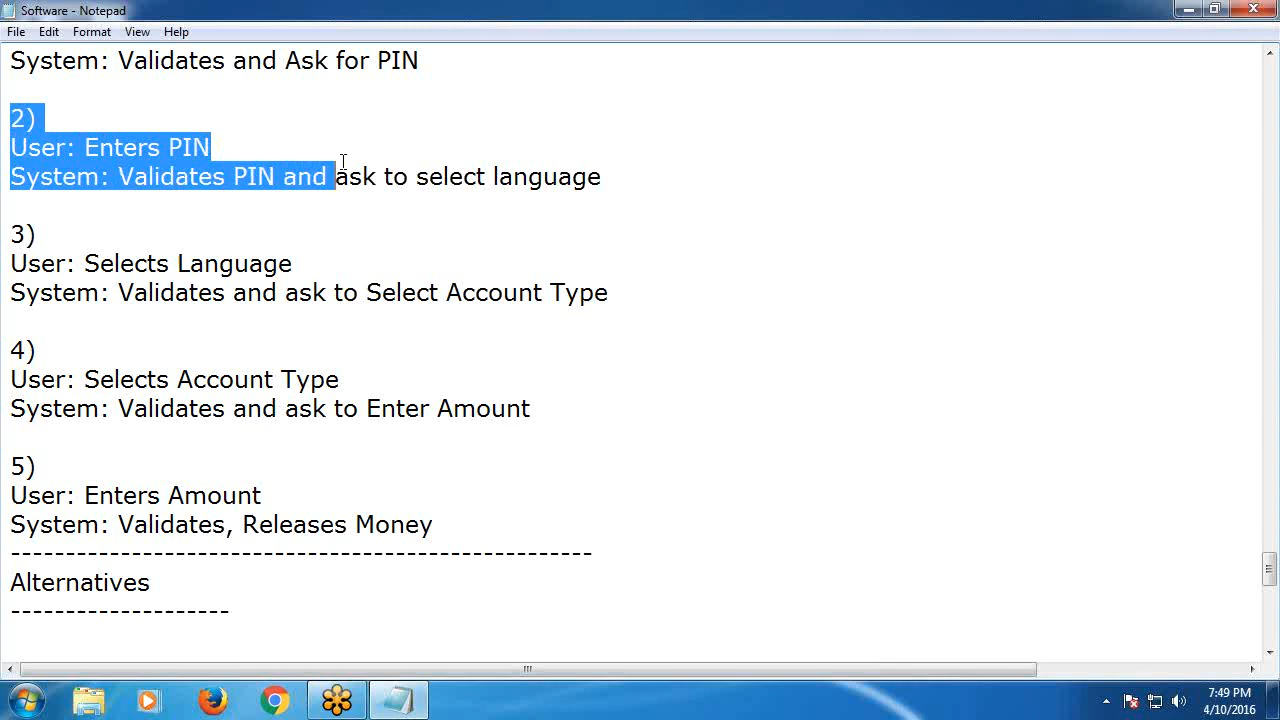 Software - Notepad
File Edit Format View Help
System: Validates and Ask for PIN
2)
User: Enters PIN
System: Validates PIN and ask to select language
3)
User: Selects Language
System: Validates and ask to Select Account Type
4)
User: Selects Account Type
System: Validates and ask to Enter Amount
5)
User: Enters Amount
System: Validates, Releases Money
-----------------------------------------------------
Alternatives
--------------------
7:49 PM
4/10/2016